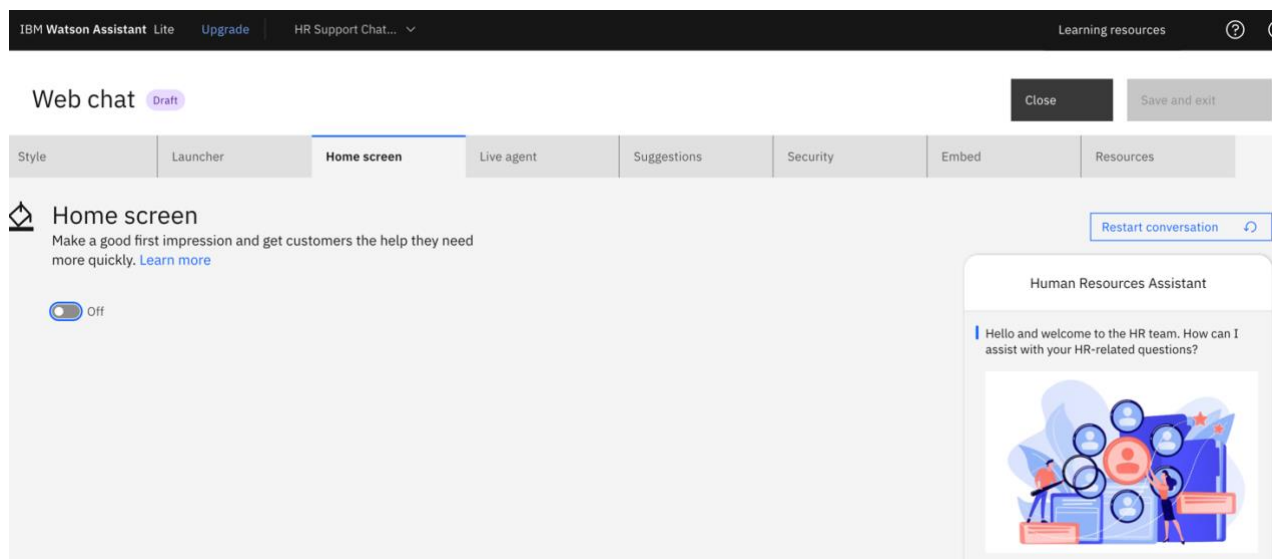 IBM Watson Assistant Lite Upgrade HR Support Chat... Learning resources
Web chat Draft Close Save and exit
Style Launcher Home screen Live agent Suggestions Security Embed Resources
Home screen
Make a good first impression and get customers the help they need
more quickly. Learn more
Off
Restart conversation
Human Resources Assistant
Hello and welcome to the HR team. How can I
assist with your HR-related questions?